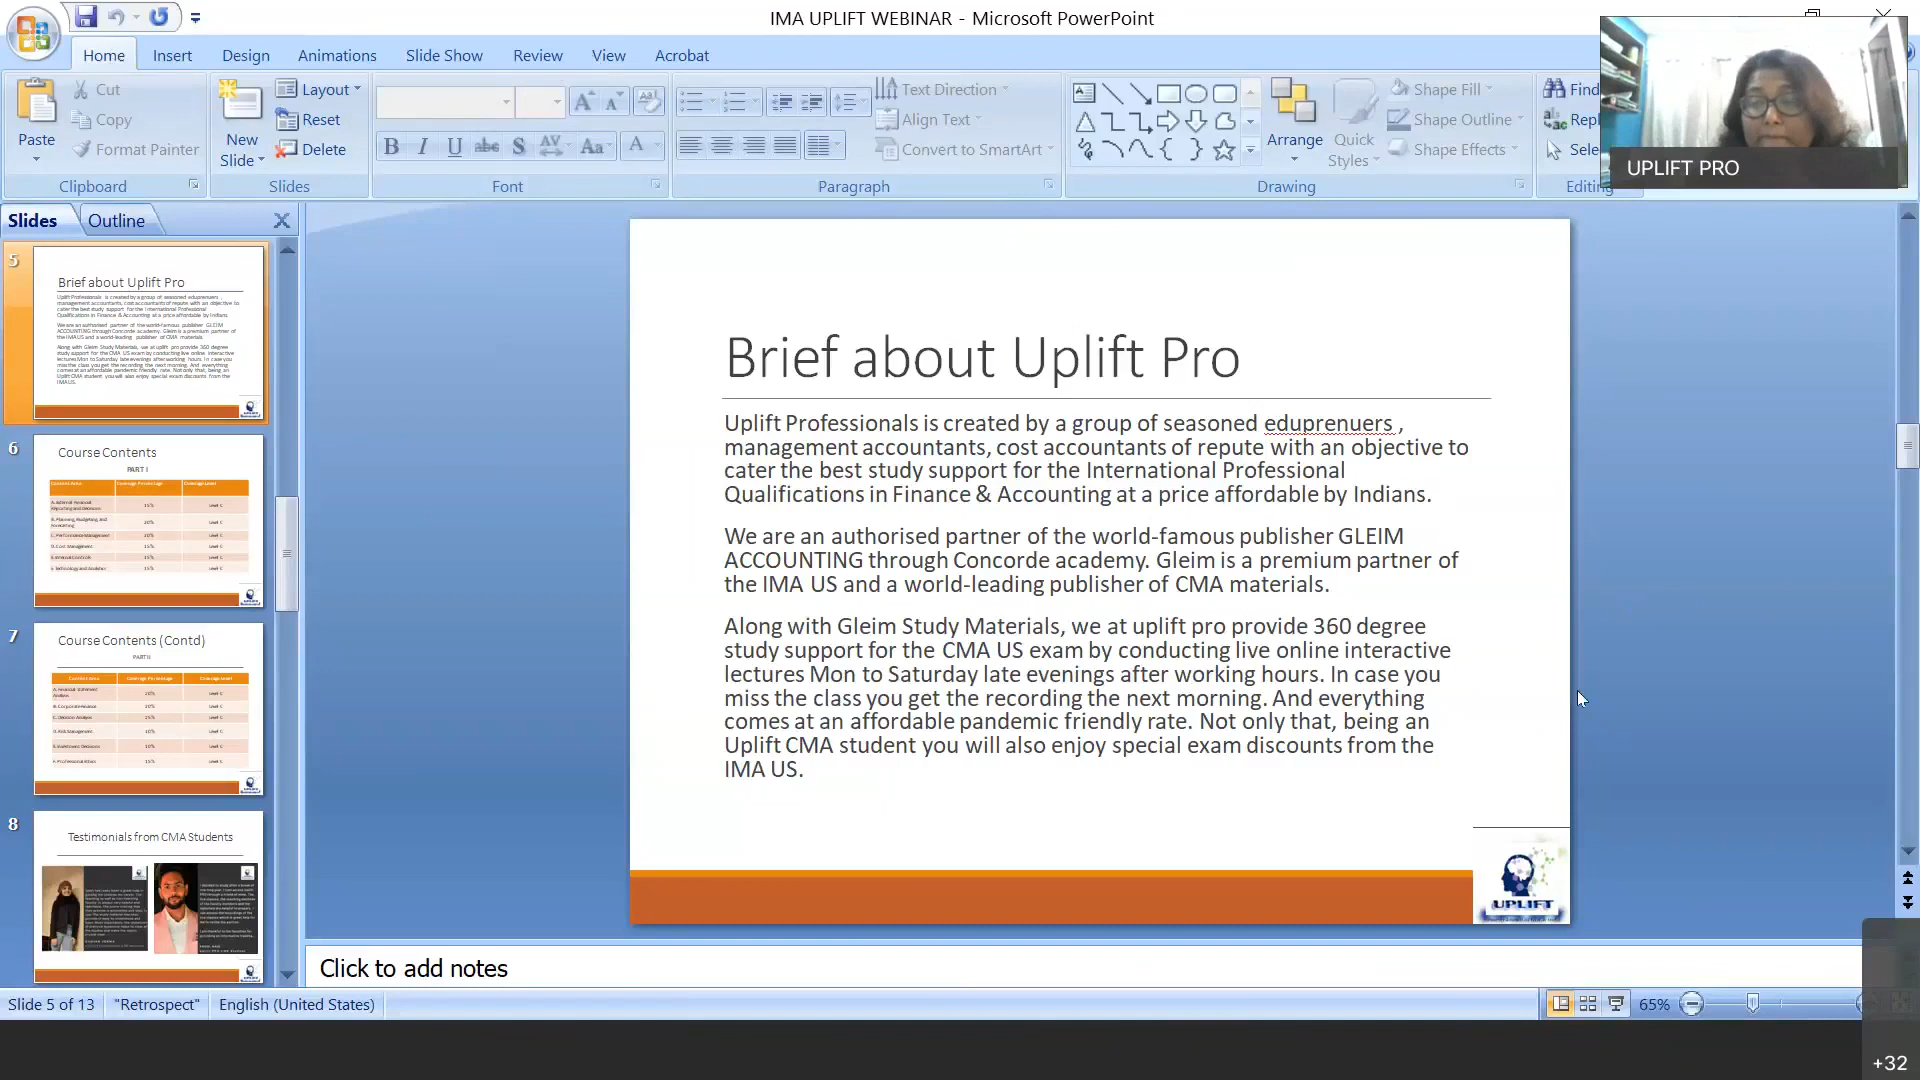 IMA UPLIFT WEBINAR - Microsoft PowerPoint
Home Insert Design Animations Slide Show Review View Acrobat
Paste
Cut
Copy
Format Painter
Clipboard
New Slide
Layout
Reset
Delete
Slides
Font
Text Direction
Align Text
Convert to SmartArt
Paragraph
Arrange
Quick Styles
Shape Fill
Shape Outline
Shape Effects
Drawing
Find
Repl
Sele
Editing
UPLIFT PRO
Slides Outline
5
Brief about Uplift Pro
6
Course Contents
PART I
7
Course Contents (Contd)
PART II
8
Testimonials from CMA Students
Brief about Uplift Pro
Uplift Professionals is created by a group of seasoned eduprenuers ,
management accountants, cost accountants of repute with an objective to
cater the best study support for the International Professional
Qualifications in Finance & Accounting at a price affordable by Indians.
We are an authorised partner of the world-famous publisher GLEIM
ACCOUNTING through Concorde academy. Gleim is a premium partner of
the IMA US and a world-leading publisher of CMA materials.
Along with Gleim Study Materials, we at uplift pro provide 360 degree
study support for the CMA US exam by conducting live online interactive
lectures Mon to Saturday late evenings after working hours. In case you
miss the class you get the recording the next morning. And everything
comes at an affordable pandemic friendly rate. Not only that, being an
Uplift CMA student you will also enjoy special exam discounts from the
IMA US.
UPLIFT
Click to add notes
Slide 5 of 13 "Retrospect" English (United States) 65%
+32